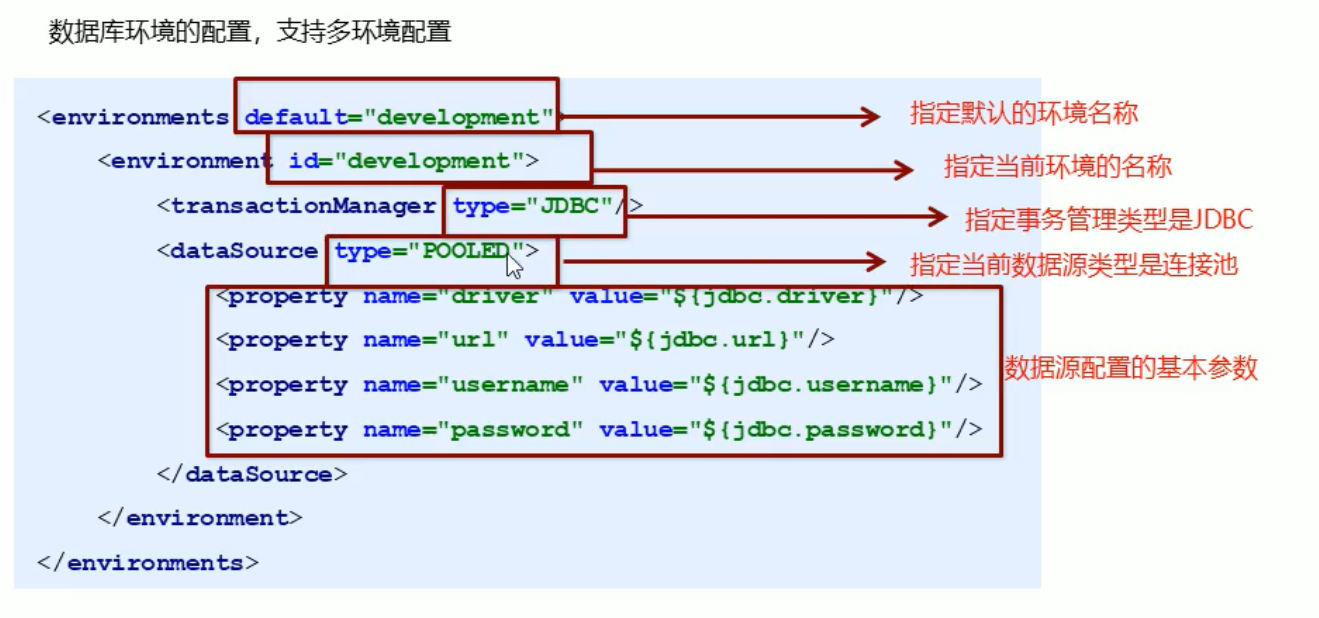 数据库环境的配置，支持多环境配置
<environments default="development">
指定默认的环境名称
<environment id="development">
指定当前环境的名称
<transactionManager type="JDBC"/>
指定事务管理类型是JDBC
<dataSource type="POOLED">
指定当前数据源类型是连接池
<property name="driver" value="${jdbc.driver}"/>
<property name="url" value="${jdbc.url}"/>
数据源配置的基本参数
<property name="username" value="${jdbc.username}"/>
<property name="password" value="${jdbc.password}"/>
</dataSource>
</environment>
</environments>